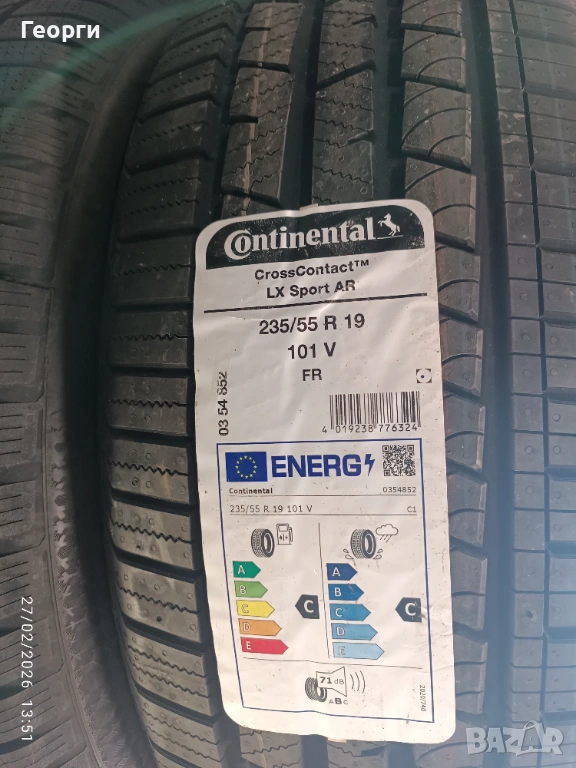 Георги
Continental
CrossContact™
LX Sport AR
235/55 R 19
101 V
FR
03 54 852
4 019238 776324
ENERG
Continental
0354852
235/55 R 19 101 V
C1
A
B
C
D
E
C
A
B
C
D
E
C
71 dB
ABC
2020/740
27/02/2026 13:51
BAZAR